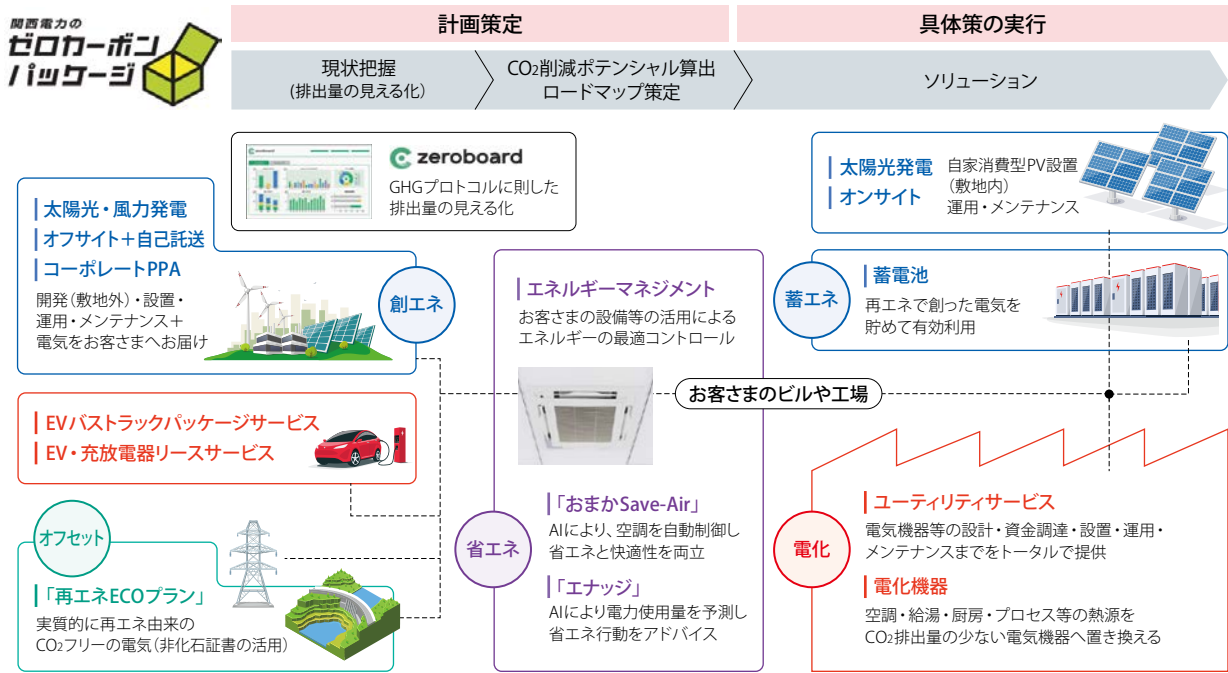 関西電力の
ゼロカーボン
パッケージ
計画策定
具体策の実行
現状把握
(排出量の見える化)
CO₂削減ポテンシャル算出
ロードマップ策定
ソリューション
zeroboard
GHGプロトコルに則した
排出量の見える化
太陽光・風力発電
オフサイト+自己託送
コーポレートPPA
開発(敷地外)・設置・
運用・メンテナンス+
電気をお客さまへお届け
創エネ
太陽光発電
オンサイト
自家消費型PV設置
(敷地内)
運用・メンテナンス
エネルギーマネジメント
お客さまの設備等の活用による
エネルギーの最適コントロール
蓄エネ
蓄電池
再エネで創った電気を
貯めて有効利用
お客さまのビルや工場
EVバストラックパッケージサービス
EV・充放電器リースサービス
オフセット
「再エネECOプラン」
実質的に再エネ由来の
CO₂フリーの電気(非化石証書の活用)
省エネ
「おまかSave-Air」
AIにより、空調を自動制御し
省エネと快適性を両立
「エナッジ」
AIにより電力使用量を予測し
省エネ行動をアドバイス
電化
ユーティリティサービス
電気機器等の設計・資金調達・設置・運用・
メンテナンスまでをトータルで提供
電化機器
空調・給湯・厨房・プロセス等の熱源を
CO₂排出量の少ない電気機器へ置き換える